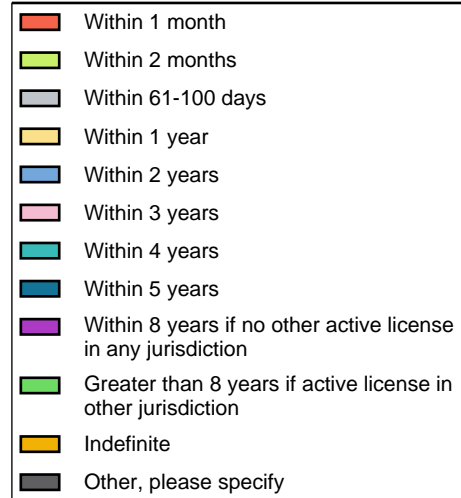 Within 1 month
Within 2 months
Within 61-100 days
Within 1 year
Within 2 years
Within 3 years
Within 4 years
Within 5 years
Within 8 years if no other active license
in any jurisdiction
Greater than 8 years if active license in
other jurisdiction
Indefinite
Other, please specify